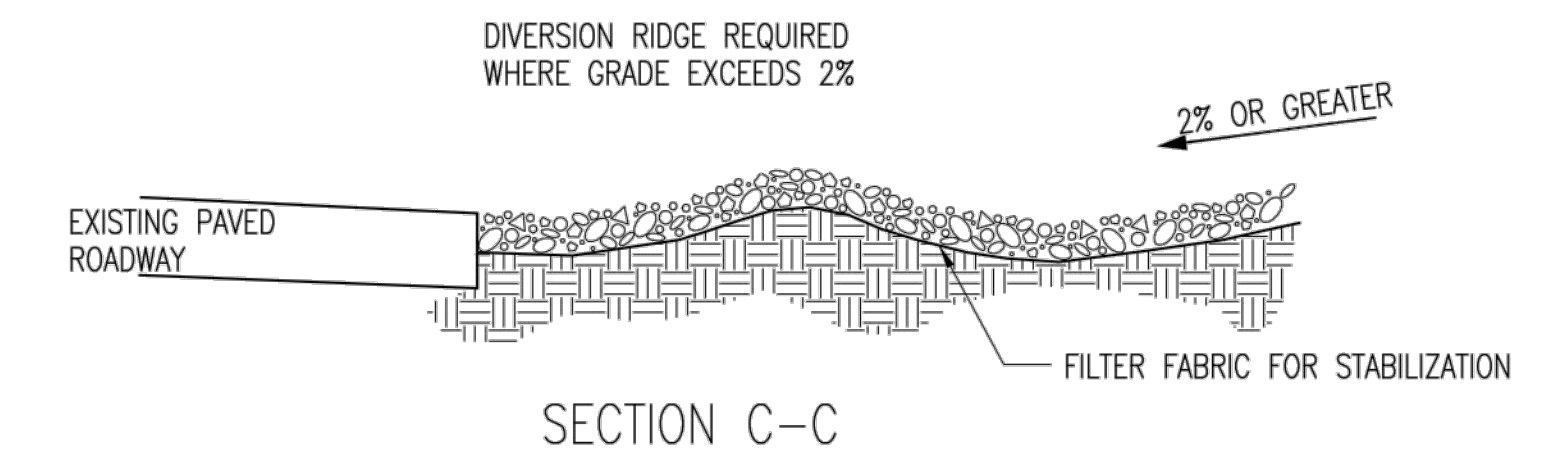 DIVERSION RIDGE REQUIRED
WHERE GRADE EXCEEDS 2%
2% OR GREATER
EXISTING PAVED
ROADWAY
FILTER FABRIC FOR STABILIZATION
SECTION C-C